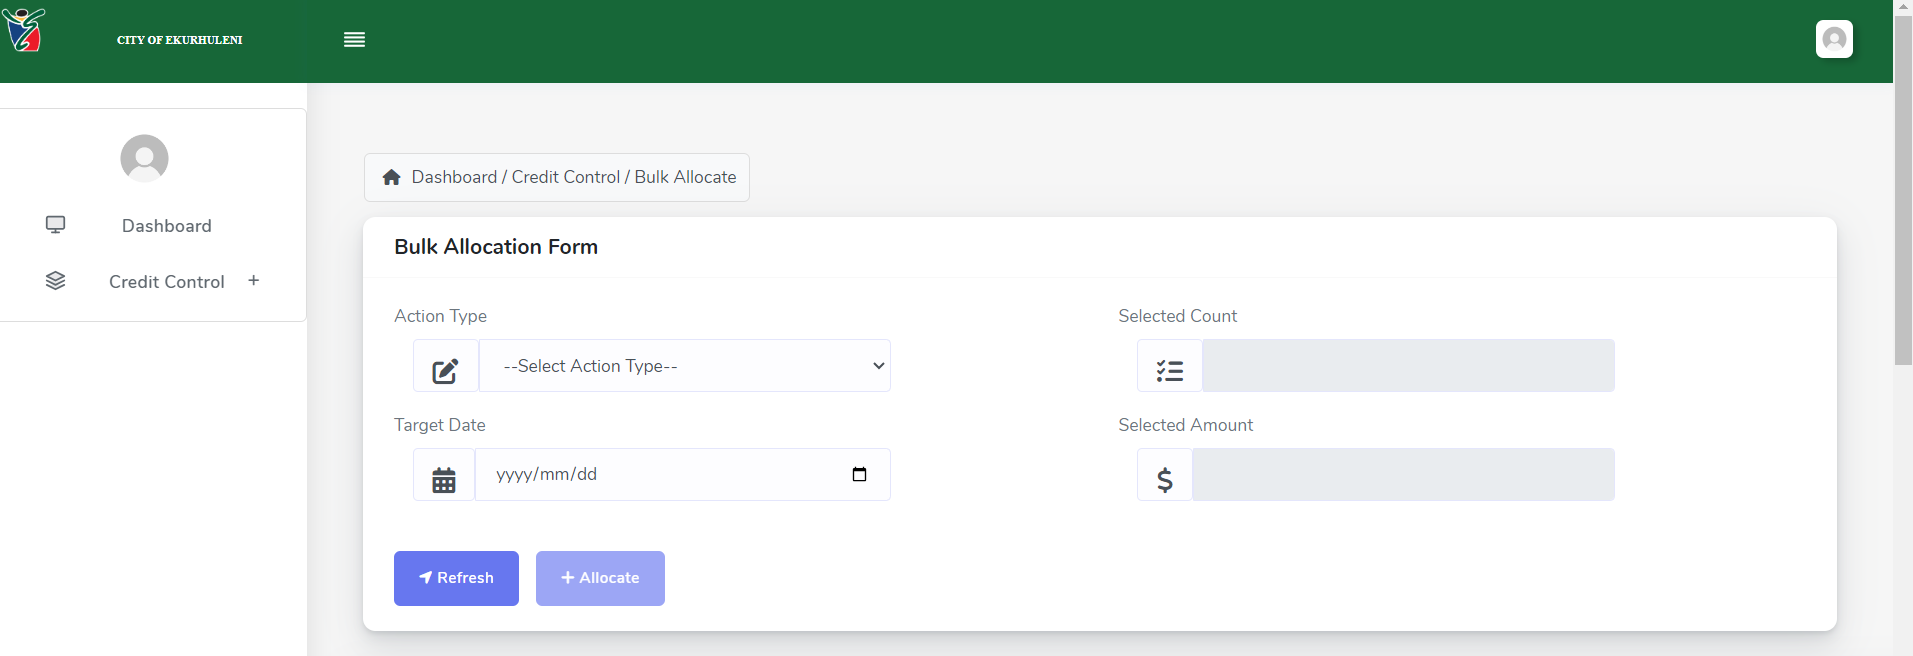 CITY OF EKURHULENI
Dashboard
Credit Control +
Dashboard / Credit Control / Bulk Allocate
Bulk Allocation Form
Action Type
--Select Action Type--
Selected Count
Target Date
yyyy/mm/dd
Selected Amount
$
Refresh
+ Allocate